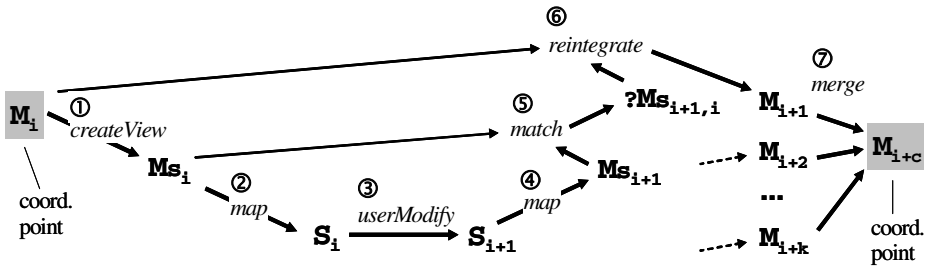 ⑥
reintegrate
⑦
merge
①
M_i
createView
⑤
match
?Ms_{i+1,i}
M_{i+1}
Ms_i
②
map
③
userModify
④
map
Ms_{i+1}
M_{i+2}
M_{i+c}
...
coord.
point
S_i
S_{i+1}
M_{i+k}
coord.
point